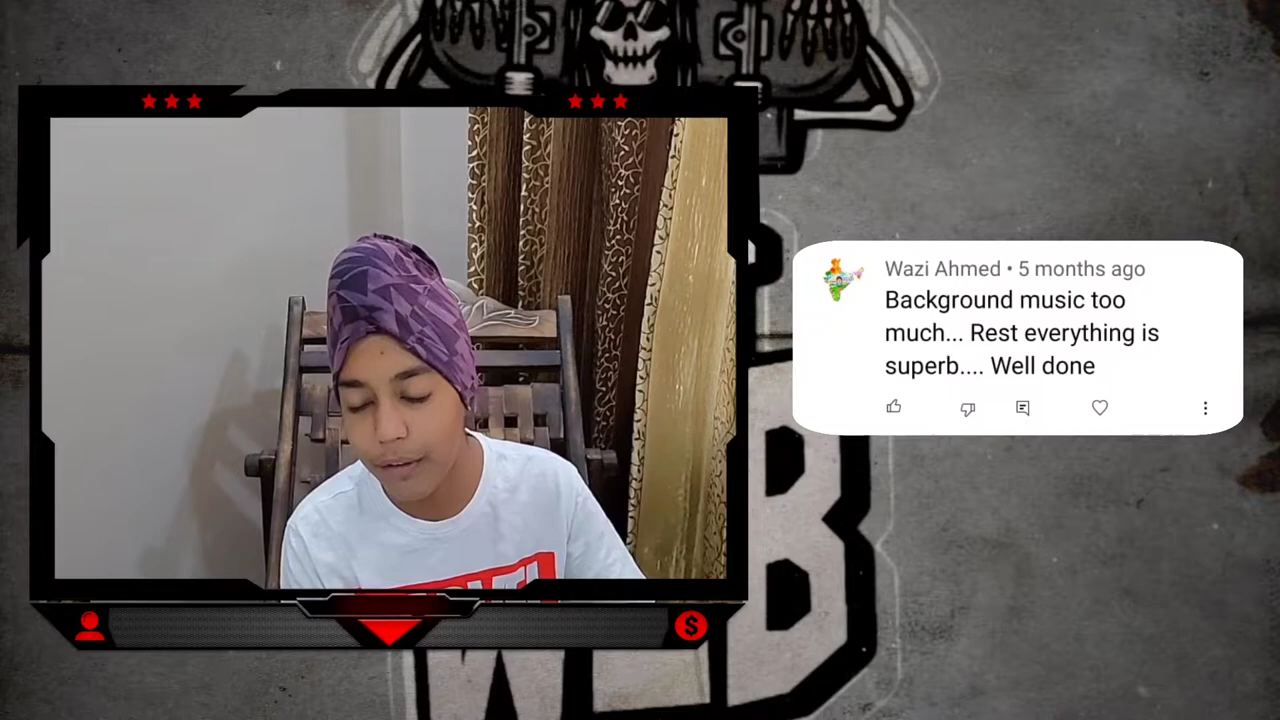 Wazi Ahmed • 5 months ago
Background music too
much... Rest everything is
superb.... Well done
$